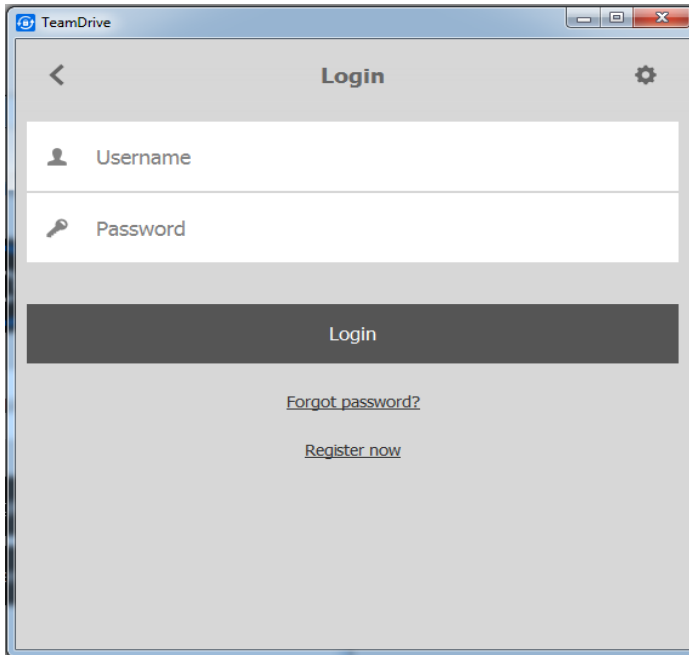 TeamDrive
Login
Username
Password
Login
Forgot password?
Register now